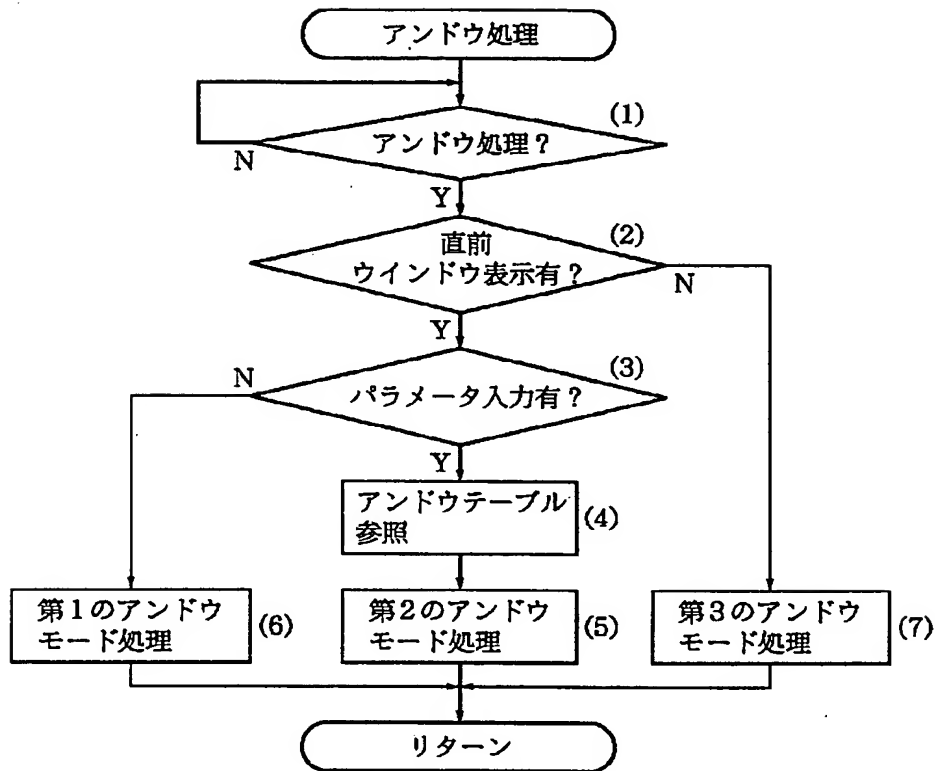 アンドウ処理
(1)
アンドウ処理？
N
Y
(2)
直前
ウインドウ表示有？
N
Y
(3)
N
パラメータ入力有？
Y
アンドウテーブル
参照
(4)
第1のアンドウ
モード処理
(6)
第2のアンドウ
モード処理
(5)
第3のアンドウ
モード処理
(7)
リターン